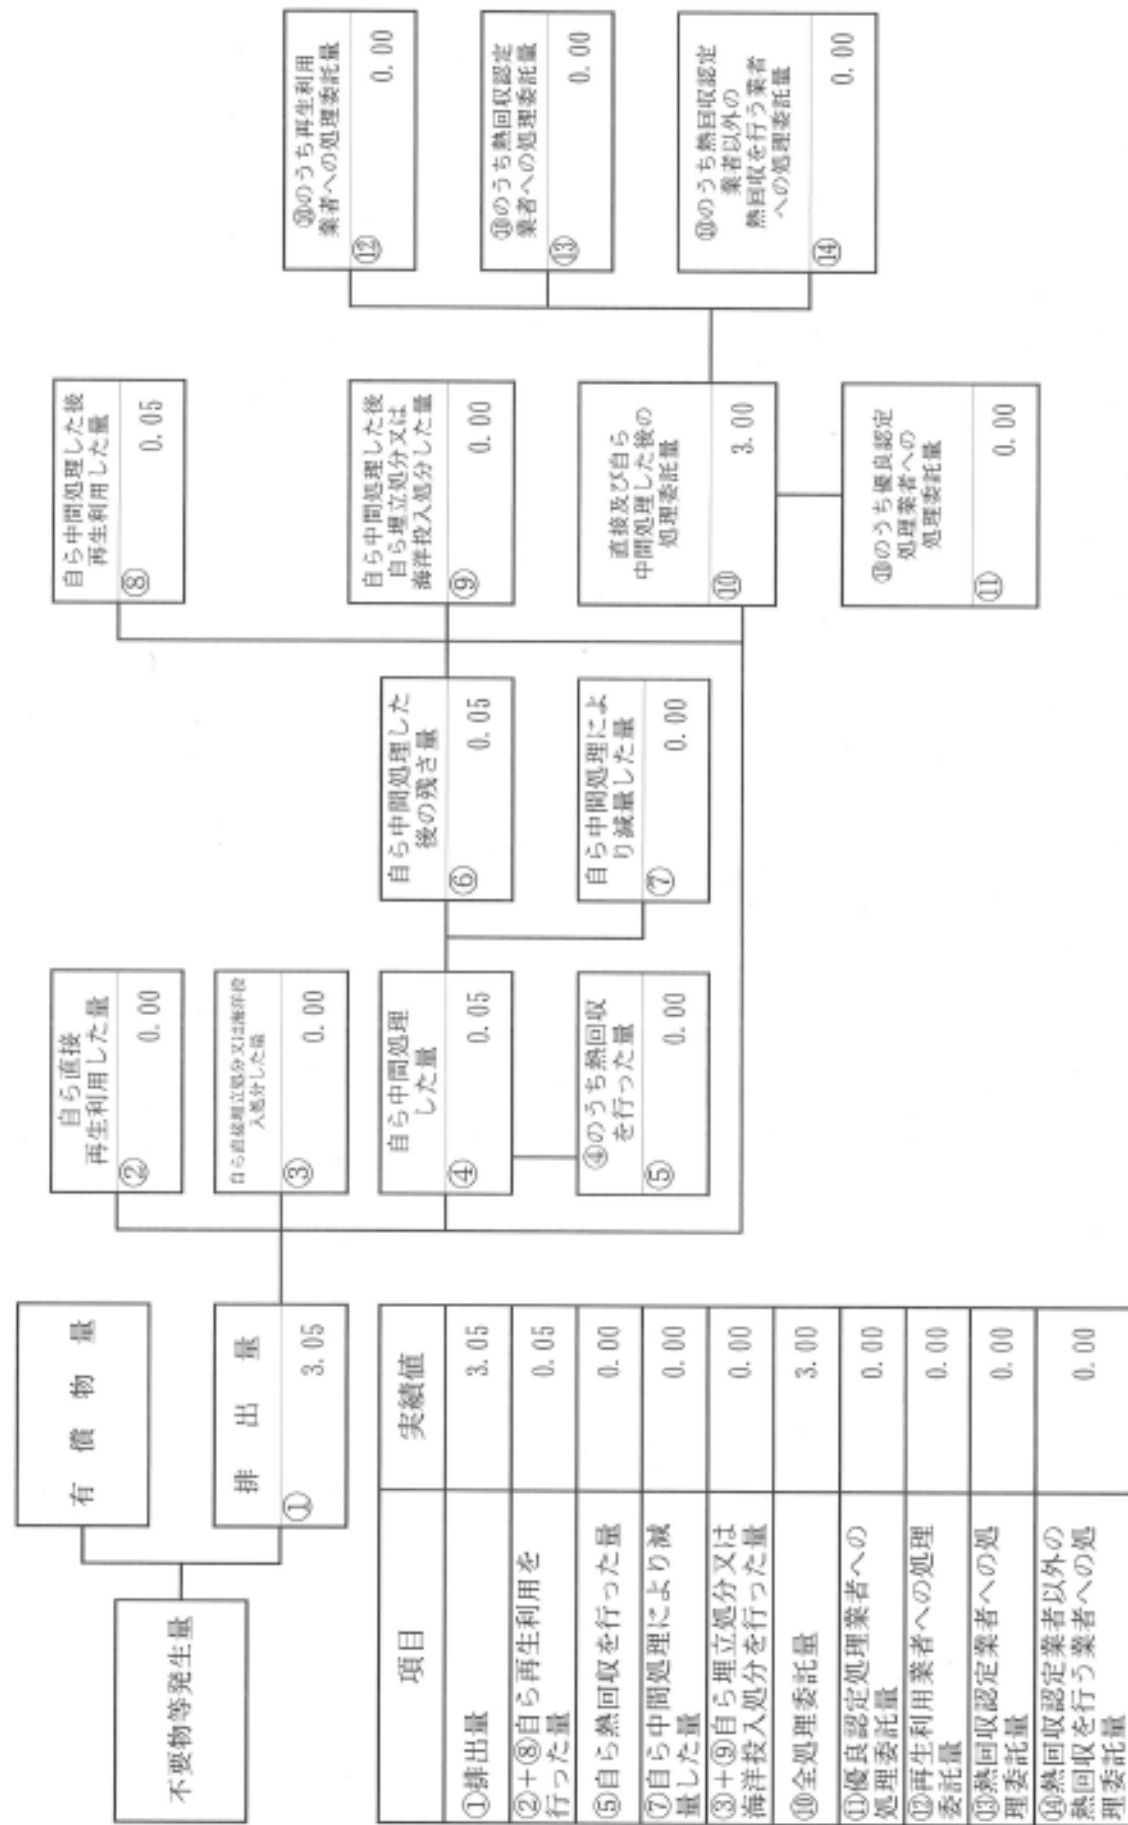 不要物等発生量
有償物量
排出量
① 3.05
自ら直接
再生利用した量
② 0.00
自ら直接埋立処分又は海洋投
入処分した量
③ 0.00
自ら中間処理
した量
④ 0.05
④のうち熱回収
を行った量
⑤ 0.00
自ら中間処理した
後の残さ量
⑥ 0.05
自ら中間処理によ
り減量した量
⑦ 0.00
自ら中間処理した後
再生利用した量
⑧ 0.05
自ら中間処理した後
自ら埋立処分又は
海洋投入処分した量
⑨ 0.00
直接及び自ら
中間処理した後の
処理委託量
⑩ 3.00
⑩のうち優良認定
処理業者への
処理委託量
⑪ 0.00
⑩のうち再生利用
業者への処理委託量
⑫ 0.00
⑩のうち熱回収認定
業者への処理委託量
⑬ 0.00
⑩のうち熱回収認定
業者以外の
熱回収を行う業者
への処理委託量
⑭ 0.00
項目 実績値
①排出量 3.05
②+⑧自ら再生利用を
行った量 0.05
⑤自ら熱回収を行った量 0.00
⑦自ら中間処理により減
量した量 0.00
③+⑨自ら埋立処分又は
海洋投入処分を行った量 0.00
⑩全処理委託量 3.00
⑪優良認定処理業者への
処理委託量 0.00
⑫再生利用業者への処理
委託量 0.00
⑬熱回収認定業者への処
理委託量 0.00
⑭熱回収認定業者以外の
熱回収を行う業者への処
理委託量 0.00